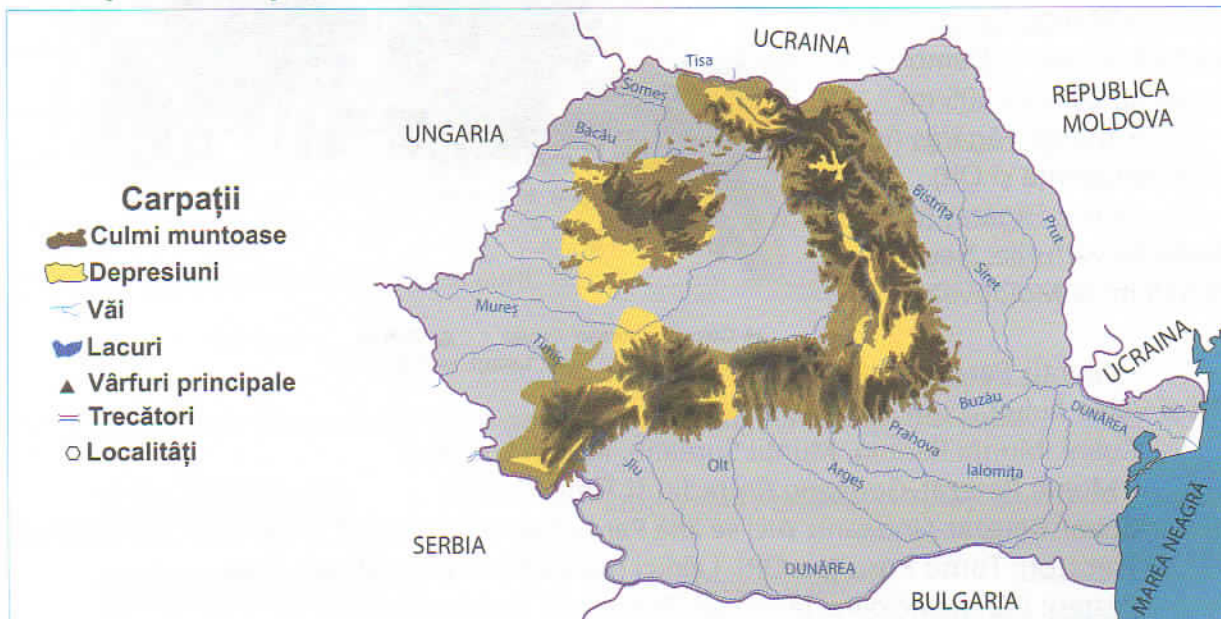 UCRAINA
Tisa
Someș
REPUBLICA
MOLDOVA
UNGARIA
Bacău
Carpații
Culmi muntoase
Depresiuni
Văi
Lacuri
Vârfuri principale
Trecători
Localităţi
Bistrița
Prut
Siret
Mureș
Timiș
UCRAINA
Buzău
DUNĂREA
Prahova
Jiu
Olt
Argeș
Ialomița
SERBIA
DUNĂREA
BULGARIA
MAREA NEAGRĂ